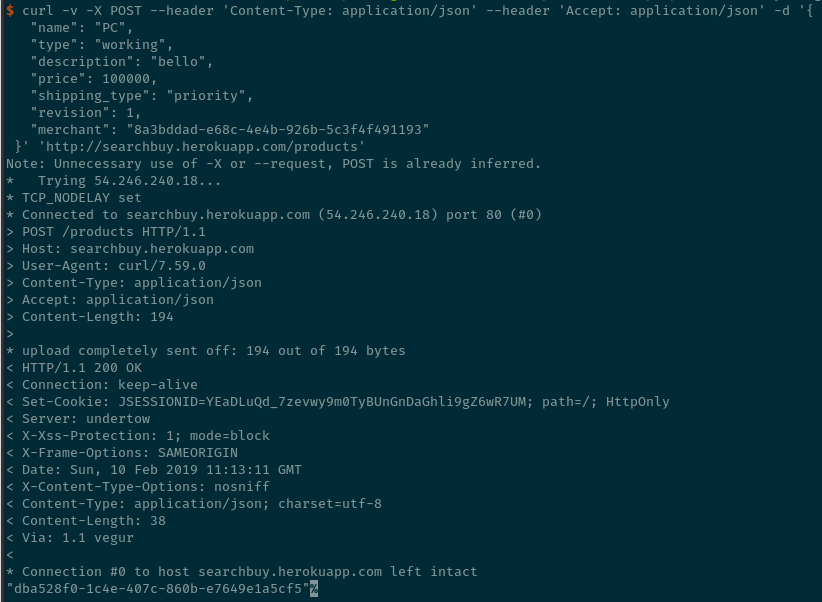 $ curl -v -X POST --header 'Content-Type: application/json' --header 'Accept: application/json' -d '{
   "name": "PC",
   "type": "working",
   "description": "bello",
   "price": 100000,
   "shipping_type": "priority",
   "revision": 1,
   "merchant": "8a3bddad-e68c-4e4b-926b-5c3f4f491193"
 }' 'http://searchbuy.herokuapp.com/products'
Note: Unnecessary use of -X or --request, POST is already inferred.
*   Trying 54.246.240.18...
* TCP_NODELAY set
* Connected to searchbuy.herokuapp.com (54.246.240.18) port 80 (#0)
> POST /products HTTP/1.1
> Host: searchbuy.herokuapp.com
> User-Agent: curl/7.59.0
> Content-Type: application/json
> Accept: application/json
> Content-Length: 194
>
* upload completely sent off: 194 out of 194 bytes
< HTTP/1.1 200 OK
< Connection: keep-alive
< Set-Cookie: JSESSIONID=YEaDLuQd_7zevwy9m0TyBUnGnDaGhli9gZ6wR7UM; path=/; HttpOnly
< Server: undertow
< X-Xss-Protection: 1; mode=block
< X-Frame-Options: SAMEORIGIN
< Date: Sun, 10 Feb 2019 11:13:11 GMT
< X-Content-Type-Options: nosniff
< Content-Type: application/json; charset=utf-8
< Content-Length: 38
< Via: 1.1 vegur
<
* Connection #0 to host searchbuy.herokuapp.com left intact
"dba528f0-1c4e-407c-860b-e7649e1a5cf5"%